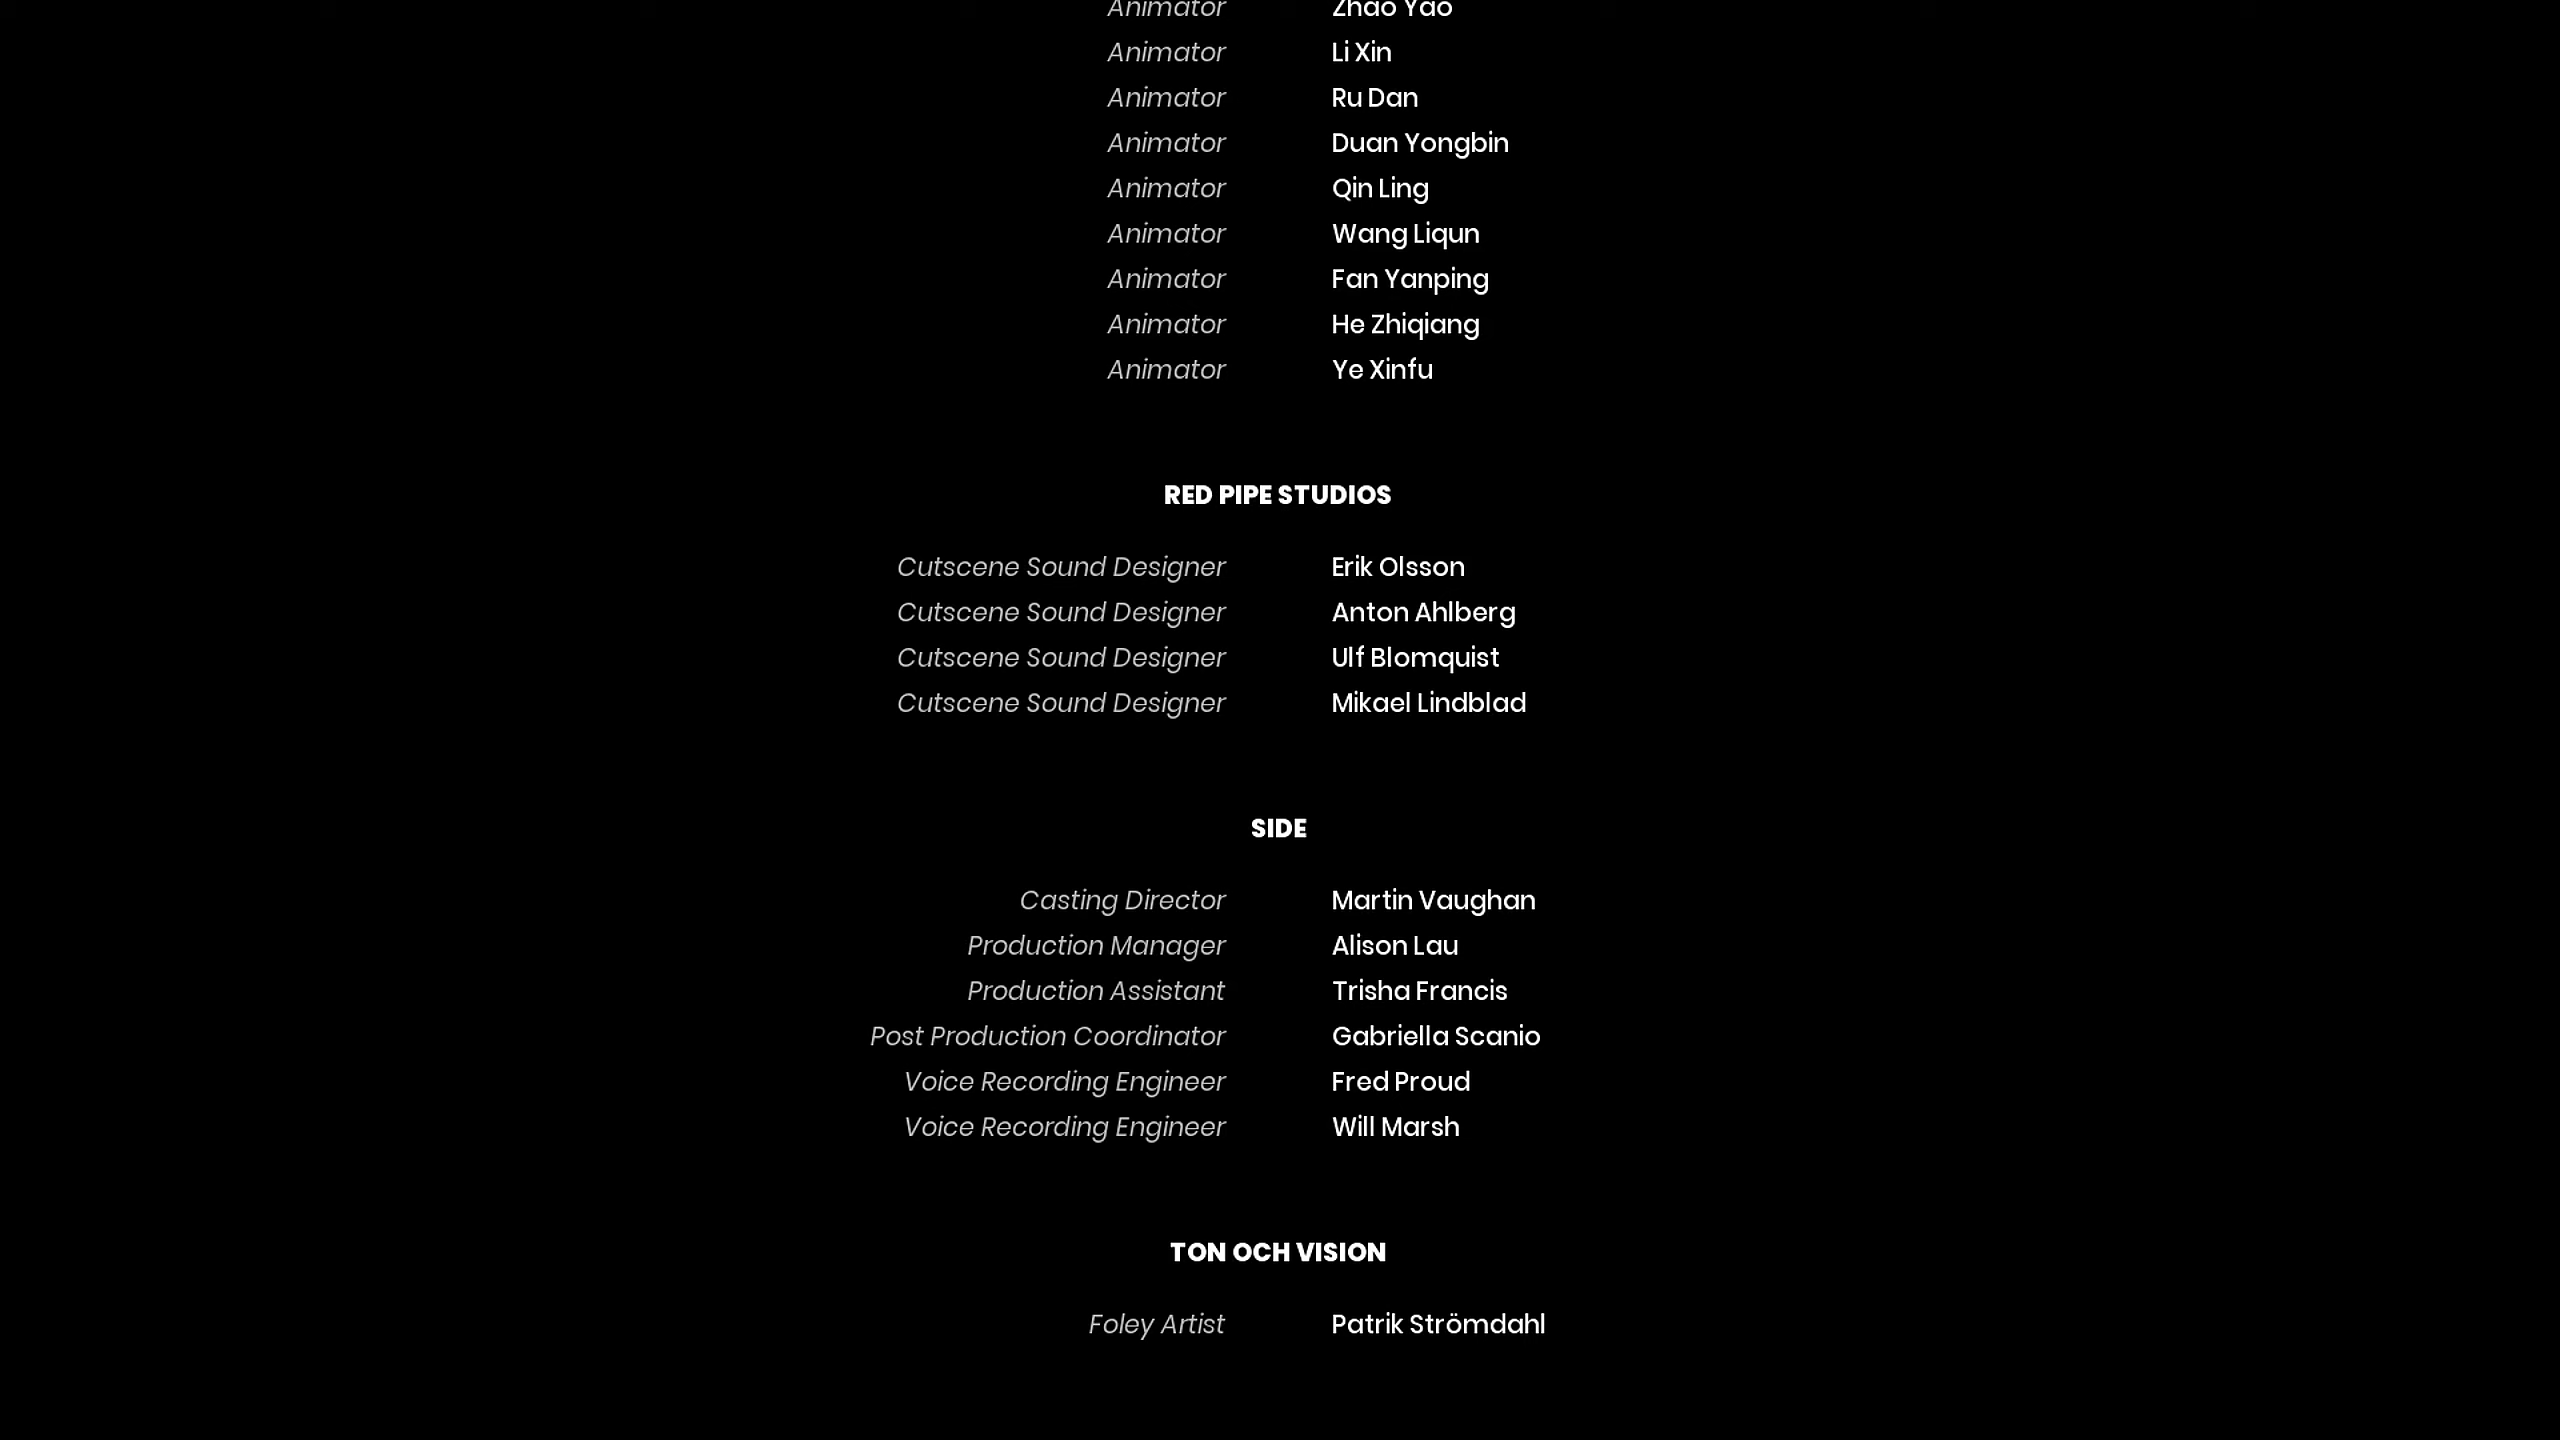 Animator Zhao Yao
Animator Li Xin
Animator Ru Dan
Animator Duan Yongbin
Animator Qin Ling
Animator Wang Liqun
Animator Fan Yanping
Animator He Zhiqiang
Animator Ye Xinfu
RED PIPE STUDIOS
Cutscene Sound Designer Erik Olsson
Cutscene Sound Designer Anton Ahlberg
Cutscene Sound Designer Ulf Blomquist
Cutscene Sound Designer Mikael Lindblad
SIDE
Casting Director Martin Vaughan
Production Manager Alison Lau
Production Assistant Trisha Francis
Post Production Coordinator Gabriella Scanio
Voice Recording Engineer Fred Proud
Voice Recording Engineer Will Marsh
TON OCH VISION
Foley Artist Patrik Strömdahl